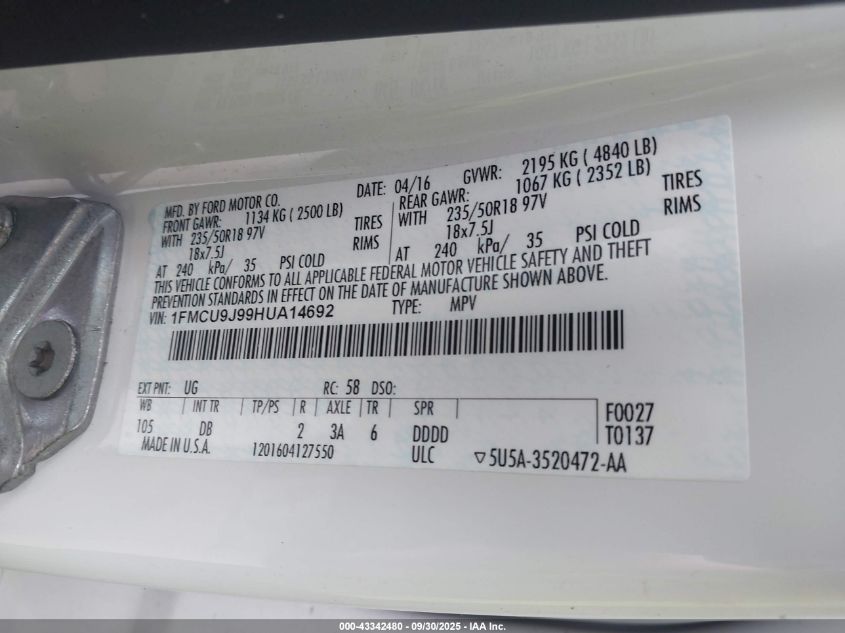 MFD. BY FORD MOTOR CO.
DATE: 04/16
GVWR: 2195 KG ( 4840 LB)
FRONT GAWR: 1134 KG ( 2500 LB)
REAR GAWR: 1067 KG ( 2352 LB)
WITH 235/50R18 97V TIRES
WITH 235/50R18 97V TIRES
18x7.5J RIMS
18x7.5J RIMS
AT 240 kPa/ 35 PSI COLD
AT 240 kPa/ 35 PSI COLD
THIS VEHICLE CONFORMS TO ALL APPLICABLE FEDERAL MOTOR VEHICLE SAFETY AND THEFT
PREVENTION STANDARDS IN EFFECT ON THE DATE OF MANUFACTURE SHOWN ABOVE.
VIN: 1FMCU9J99HUA14692
TYPE: MPV
EXT PNT: UG RC: 58 DSO:
WB INT TR TP/PS R AXLE TR SPR
105 DB 2 3A 6 DDDD
F0027
T0137
MADE IN U.S.A. 1201604127550 ULC ▽5U5A-3520472-AA
000-43342480 - 09/30/2025 - IAA Inc.